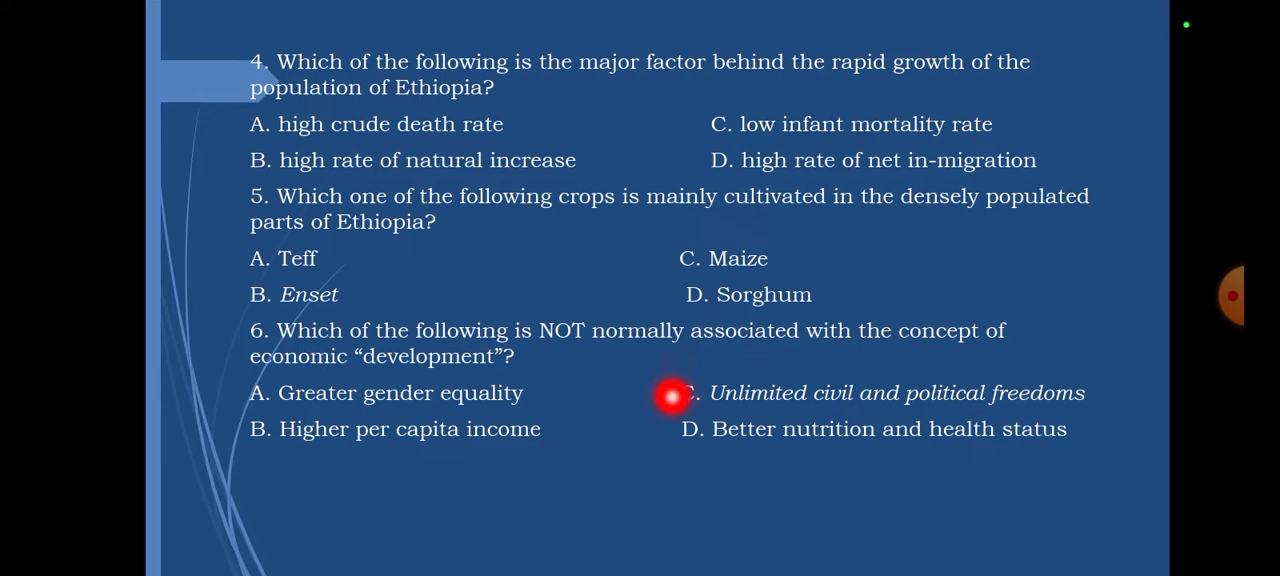 4. Which of the following is the major factor behind the rapid growth of the
population of Ethiopia?
A. high crude death rate C. low infant mortality rate
B. high rate of natural increase D. high rate of net in-migration
5. Which one of the following crops is mainly cultivated in the densely populated
parts of Ethiopia?
A. Teff C. Maize
B. Enset D. Sorghum
6. Which of the following is NOT normally associated with the concept of
economic “development”?
A. Greater gender equality C. Unlimited civil and political freedoms
B. Higher per capita income D. Better nutrition and health status